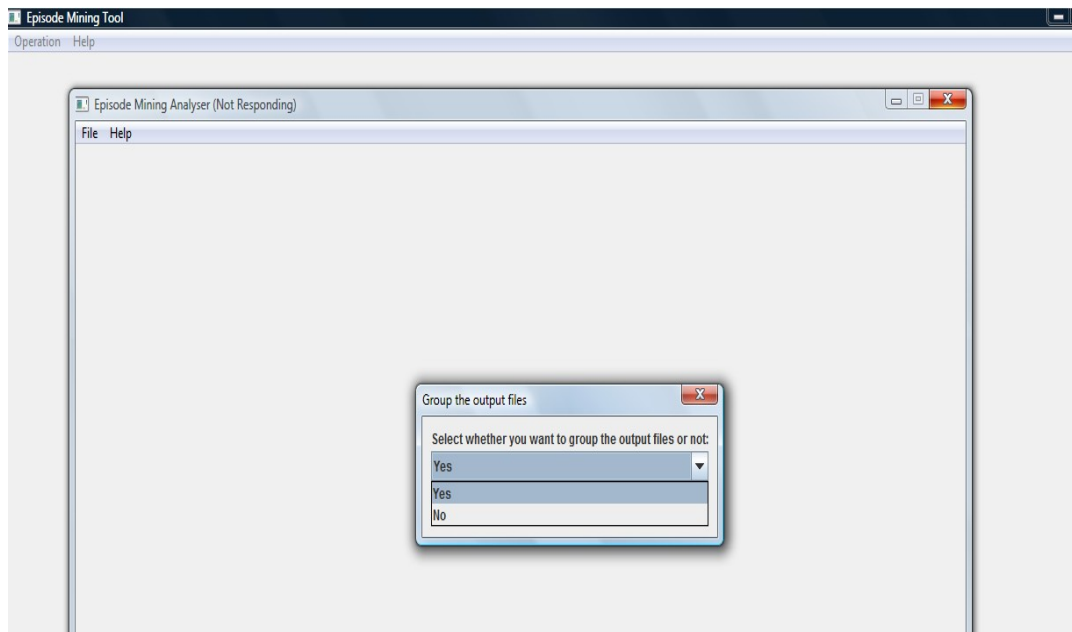 Episode Mining Tool
Operation Help
Episode Mining Analyser (Not Responding)
File Help
Group the output files
Select whether you want to group the output files or not:
Yes
Yes
No